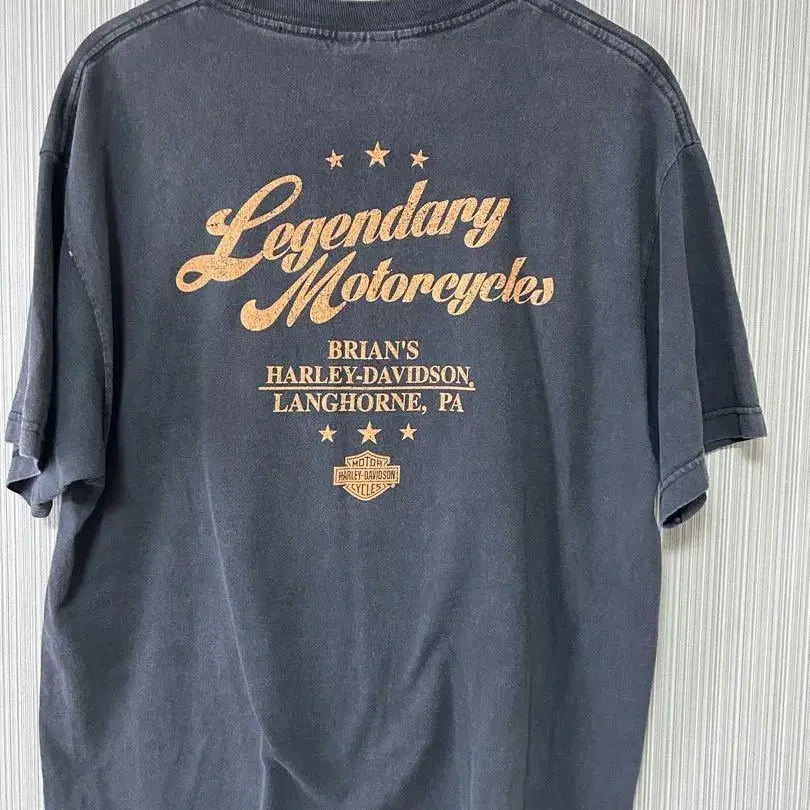 Legendary
Motorcycles
BRIAN'S
HARLEY-DAVIDSON®
LANGHORNE, PA
MOTOR
HARLEY-DAVIDSON
CYCLES®